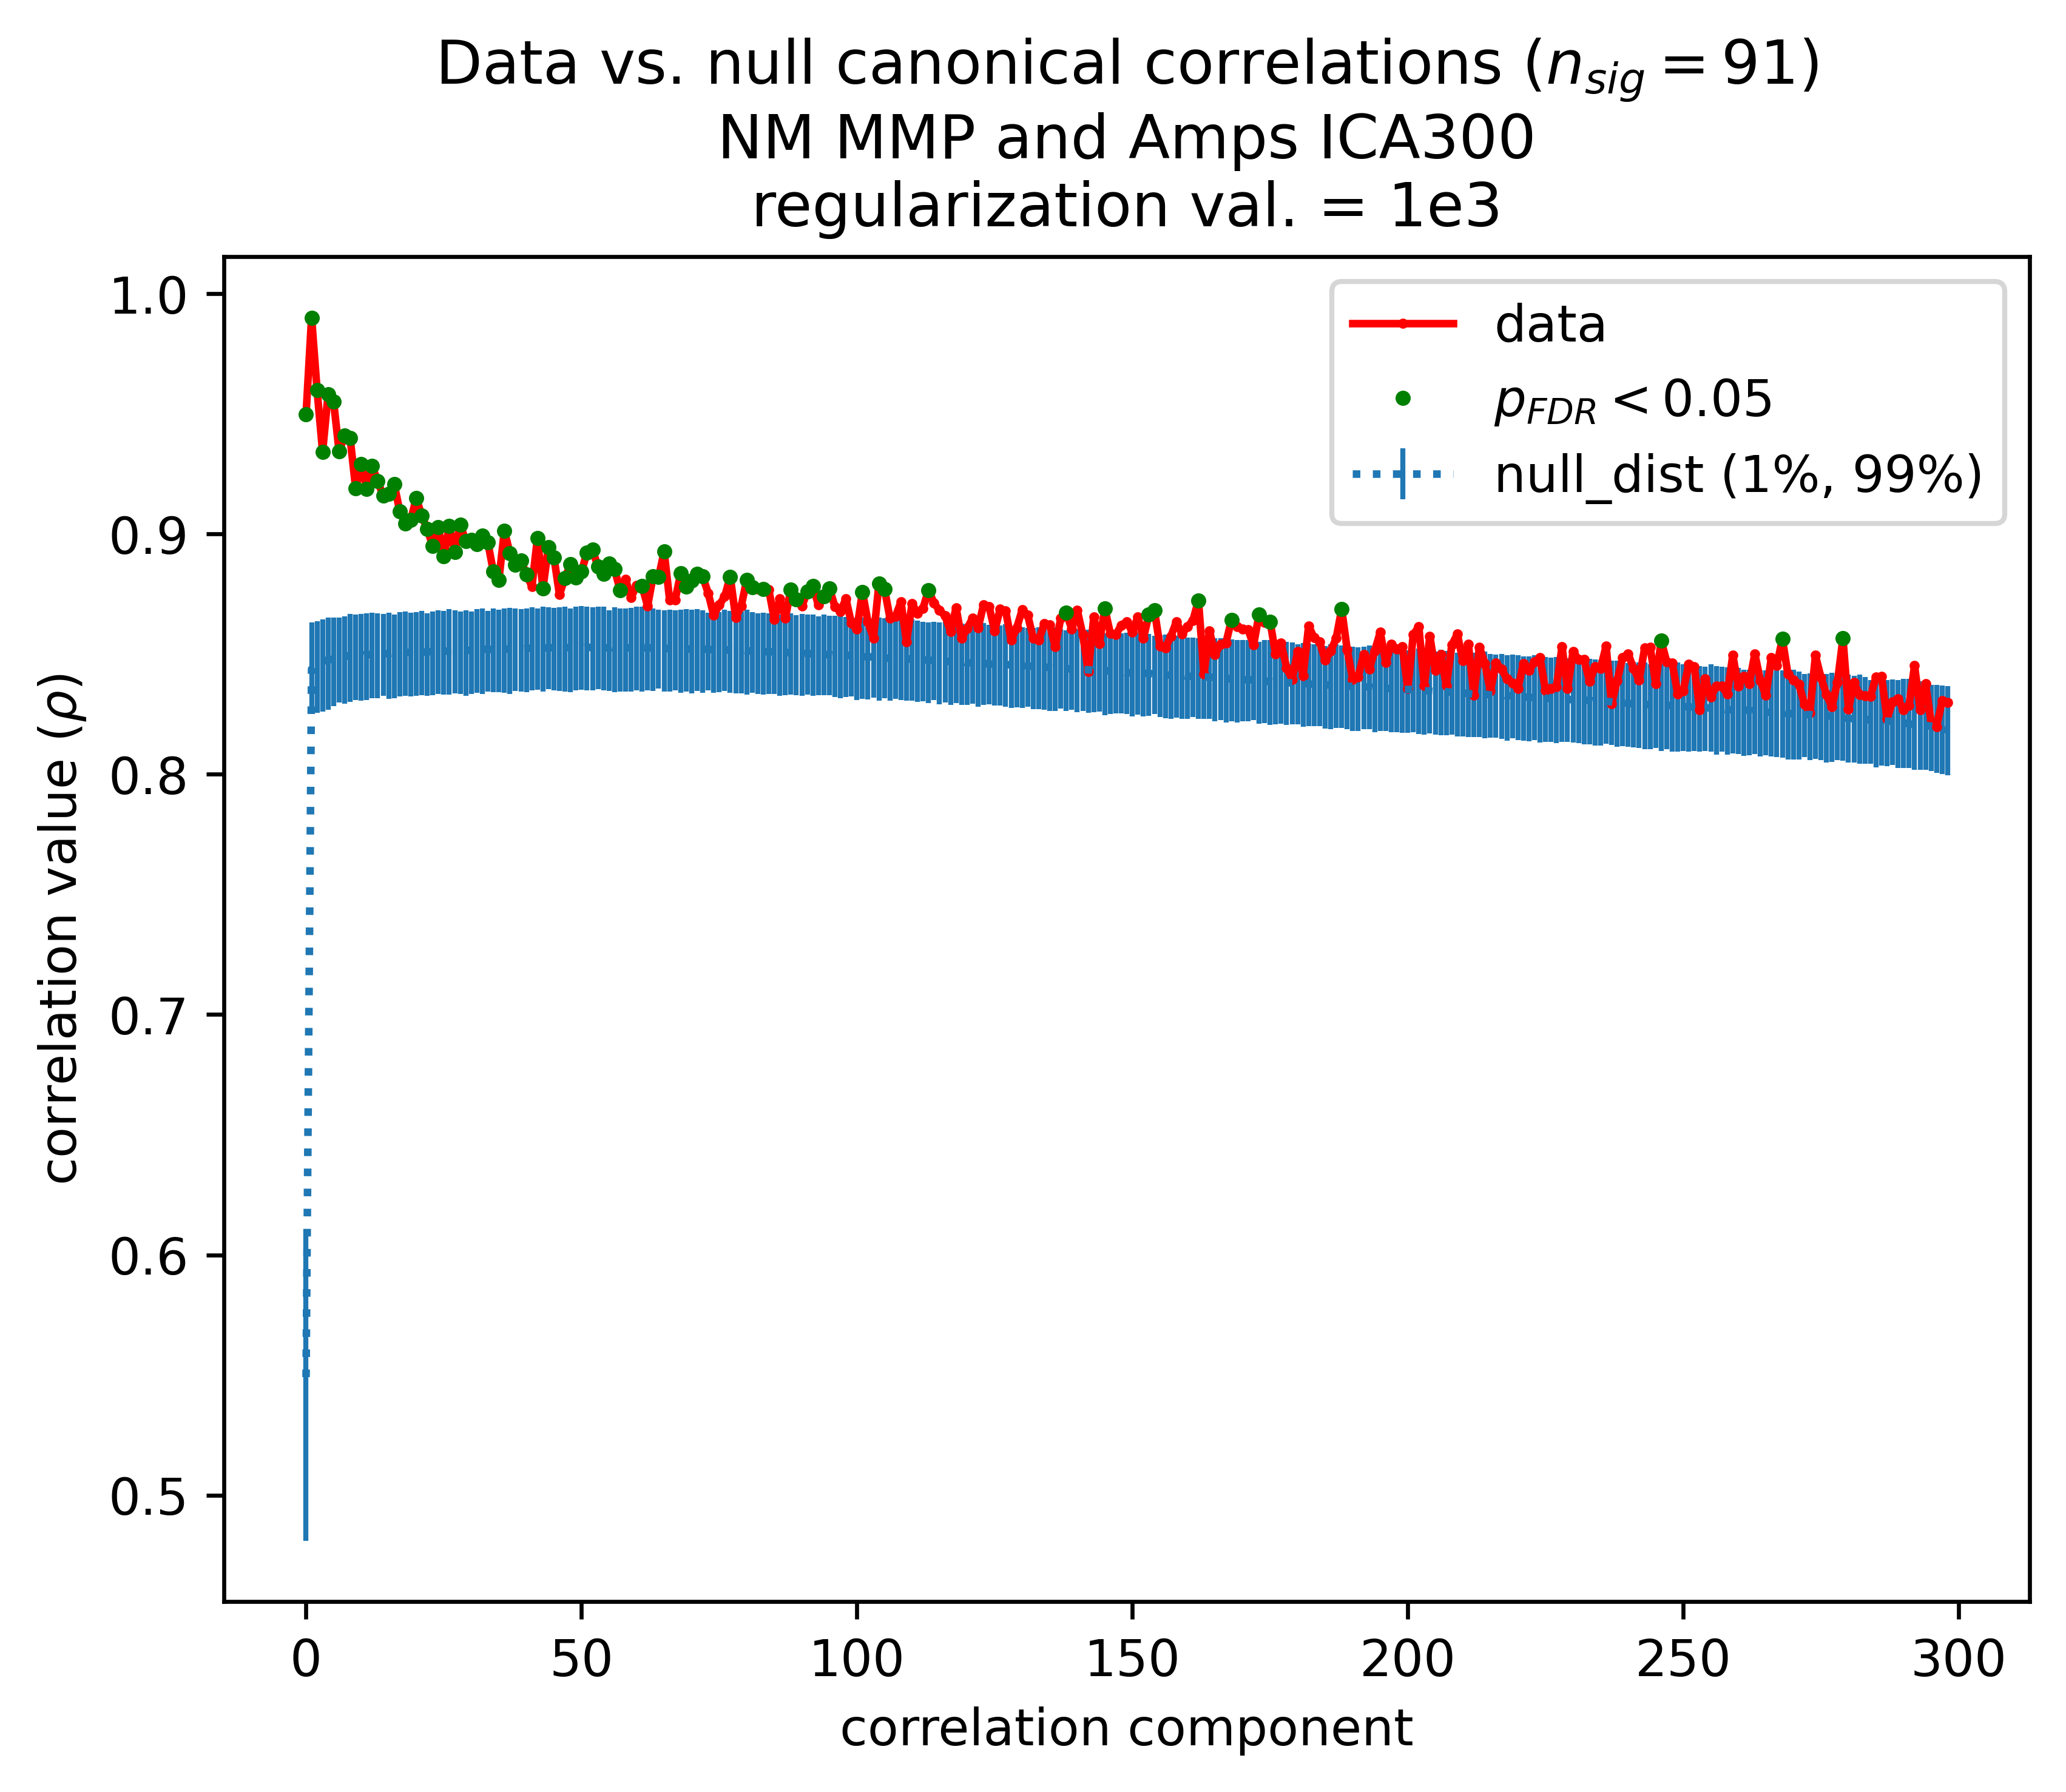 Data vs. null canonical correlations (n_sig = 91)
NM MMP and Amps ICA300
regularization val. = 1e3
data
p_FDR < 0.05
null_dist (1%, 99%)
correlation value (ρ)
1.0
0.9
0.8
0.7
0.6
0.5
0 50 100 150 200 250 300
correlation component